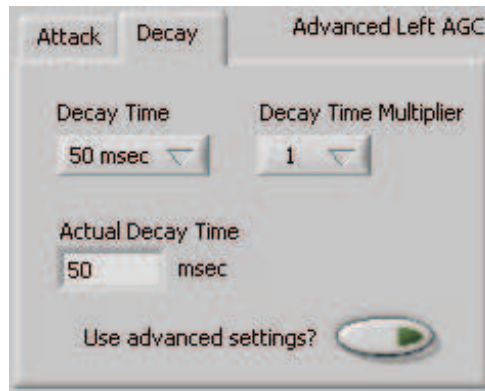 Attack Decay Advanced Left AGC
Decay Time Decay Time Multiplier
50 msec 1
Actual Decay Time
50 msec
Use advanced settings?